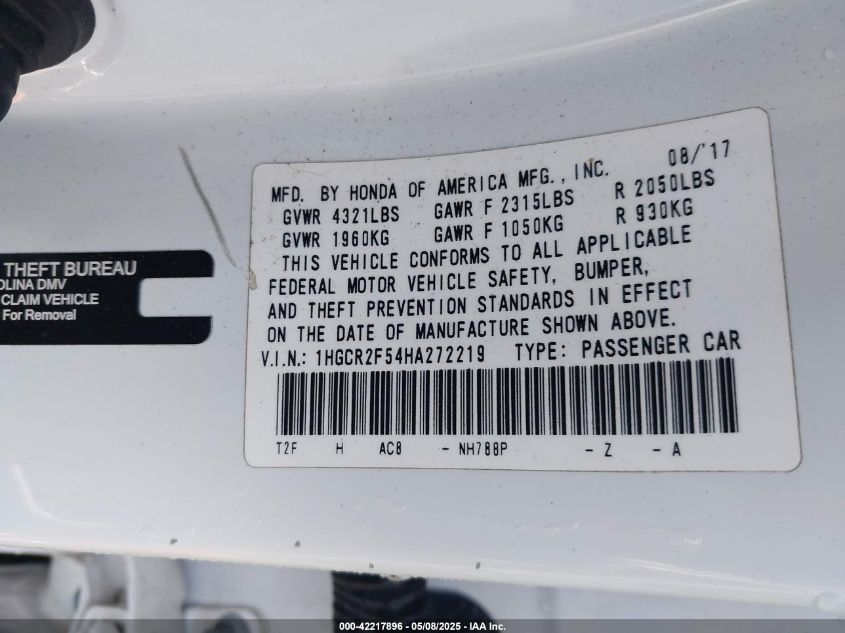 08/'17
MFD. BY HONDA OF AMERICA MFG., INC.
GVWR 4321LBS GAWR F 2315LBS R 2050LBS
GVWR 1960KG GAWR F 1050KG R 930KG
THIS VEHICLE CONFORMS TO ALL APPLICABLE
FEDERAL MOTOR VEHICLE SAFETY, BUMPER,
AND THEFT PREVENTION STANDARDS IN EFFECT
ON THE DATE OF MANUFACTURE SHOWN ABOVE.
V.I.N.: 1HGCR2F54HA272219 TYPE: PASSENGER CAR
T2F H AC8 - NH788P - Z - A
THEFT BUREAU
OLINA DMV
CLAIM VEHICLE
For Removal
000-42217896 - 05/08/2025 - IAA Inc.